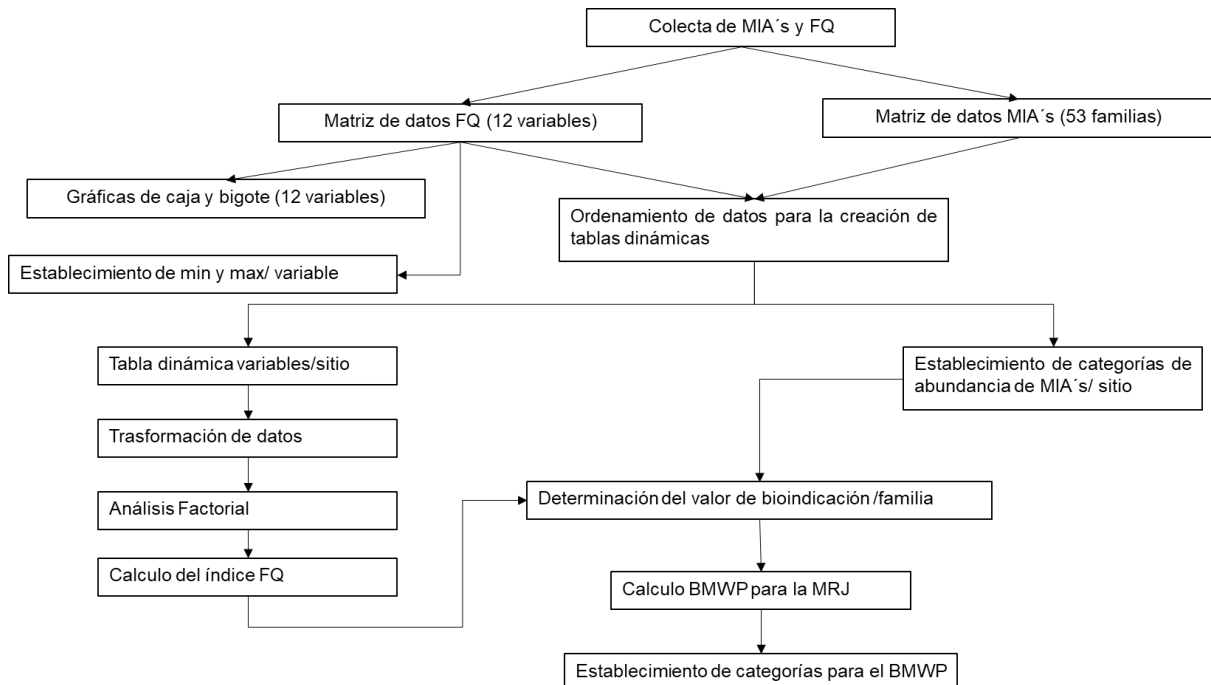 Colecta de MIA´s y FQ
Matriz de datos FQ (12 variables)
Matriz de datos MIA´s (53 familias)
Gráficas de caja y bigote (12 variables)
Ordenamiento de datos para la creación de
tablas dinámicas
Establecimiento de min y max/ variable
Tabla dinámica variables/sitio
Establecimiento de categorías de
abundancia de MIA´s/ sitio
Trasformación de datos
Análisis Factorial
Determinación del valor de bioindicación /familia
Calculo del índice FQ
Calculo BMWP para la MRJ
Establecimiento de categorías para el BMWP